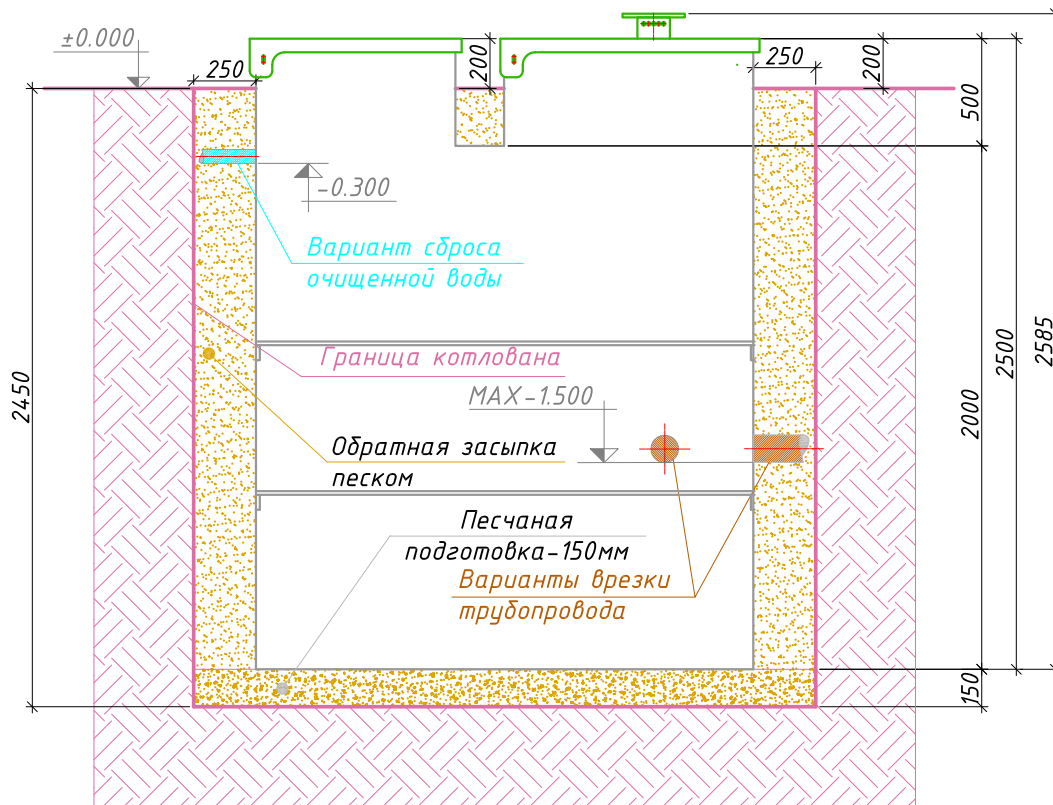 ±0.000
250
200
250
200
500
-0.300
Вариант сброса
очищенной воды
Граница котлована
2585
2500
2450
MAX-1.500
2000
Обратная засыпка
песком
Песчаная
подготовка-150мм
Варианты врезки
трубопровода
150